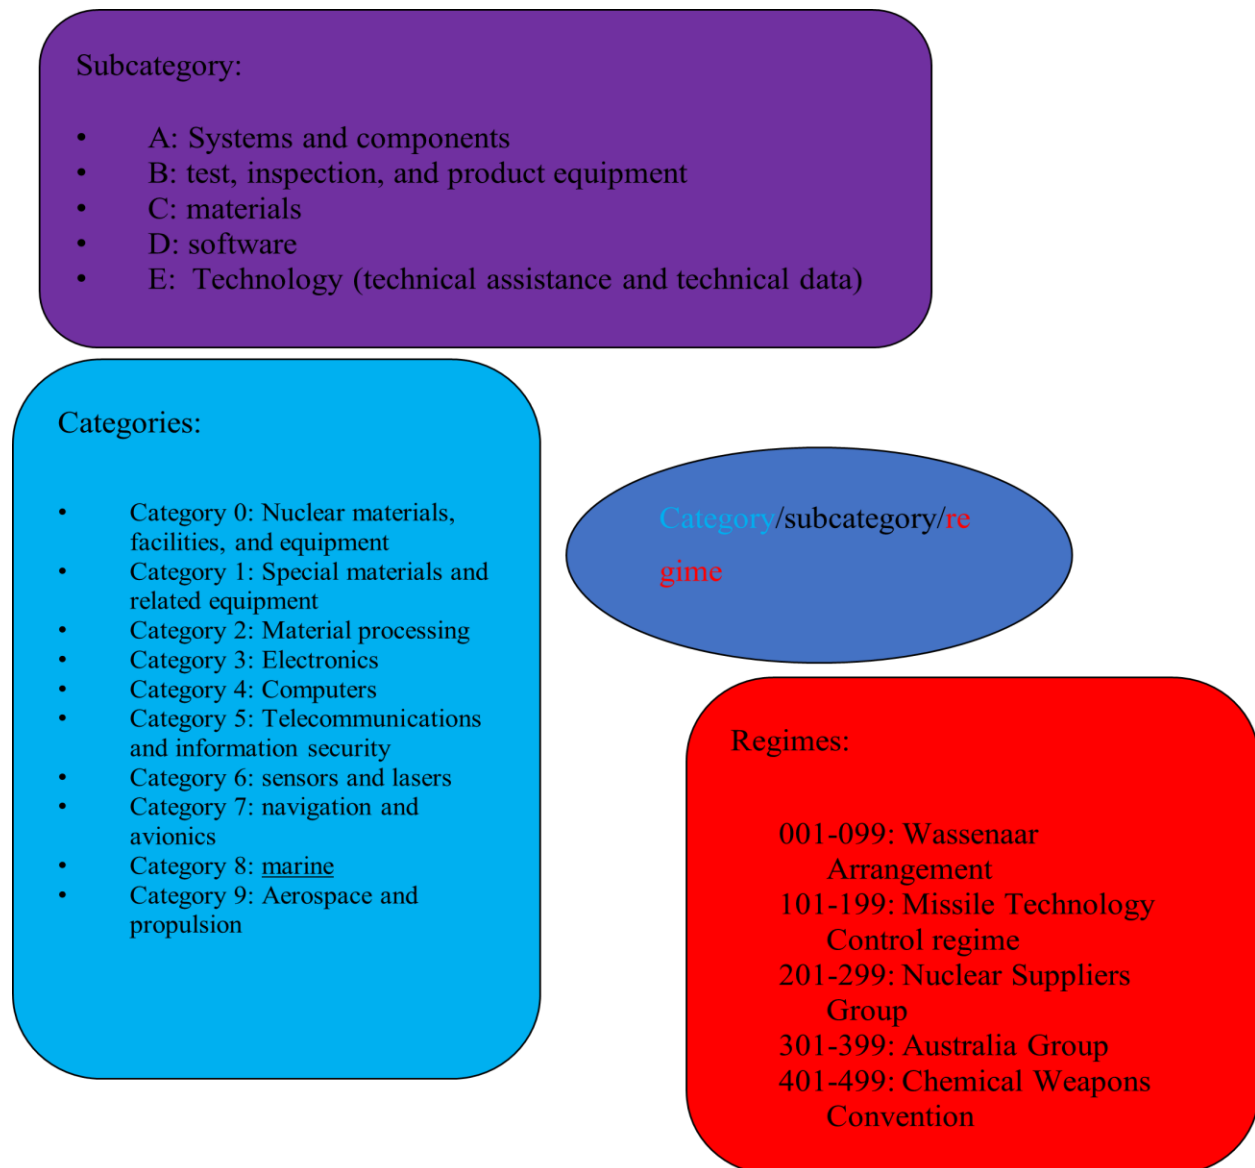 Subcategory:
• A: Systems and components
• B: test, inspection, and product equipment
• C: materials
• D: software
• E:  Technology (technical assistance and technical data)
Categories:
• Category 0: Nuclear materials,
facilities, and equipment
• Category 1: Special materials and
related equipment
• Category 2: Material processing
• Category 3: Electronics
• Category 4: Computers
• Category 5: Telecommunications
and information security
• Category 6: sensors and lasers
• Category 7: navigation and
avionics
• Category 8: marine
• Category 9: Aerospace and
propulsion
Category/subcategory/re
gime
Regimes:
001-099: Wassenaar
Arrangement
101-199: Missile Technology
Control regime
201-299: Nuclear Suppliers
Group
301-399: Australia Group
401-499: Chemical Weapons
Convention